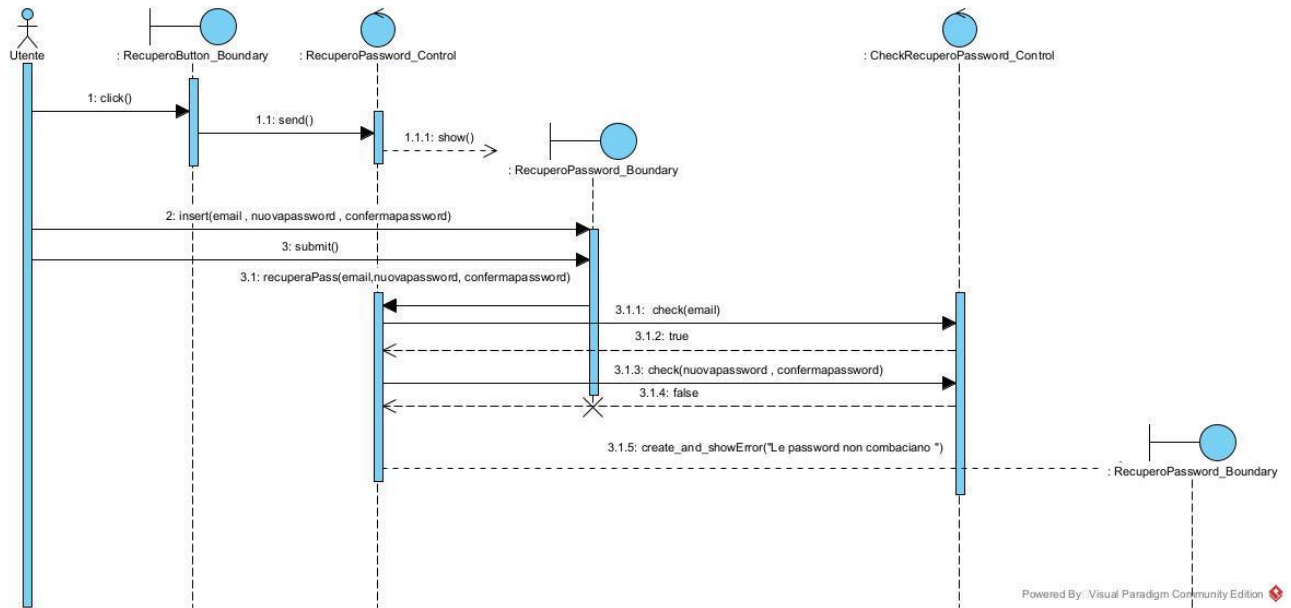 Utente
: RecuperoButton_Boundary
: RecuperoPassword_Control
: CheckRecuperoPassword_Control
1: click()
1.1: send()
1.1.1: show()
: RecuperoPassword_Boundary
2: insert(email , nuovapassword , confermapassword)
3: submit()
3.1: recuperaPass(email,nuovapassword, confermapassword)
3.1.1: check(email)
3.1.2: true
3.1.3: check(nuovapassword , confermapassword)
3.1.4: false
3.1.5: create_and_showError("Le password non combaciano ")
: RecuperoPassword_Boundary
Powered By Visual Paradigm Community Edition